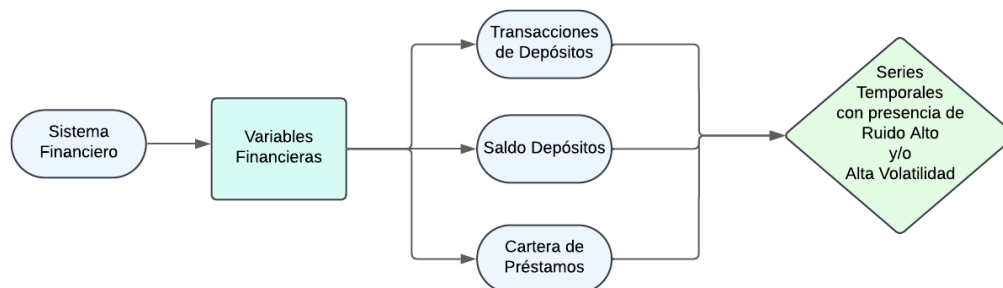 Sistema
Financiero
Variables
Financieras
Transacciones
de Depósitos
Saldo Depósitos
Cartera de
Préstamos
Series
Temporales
con presencia de
Ruido Alto
y/o
Alta Volatilidad